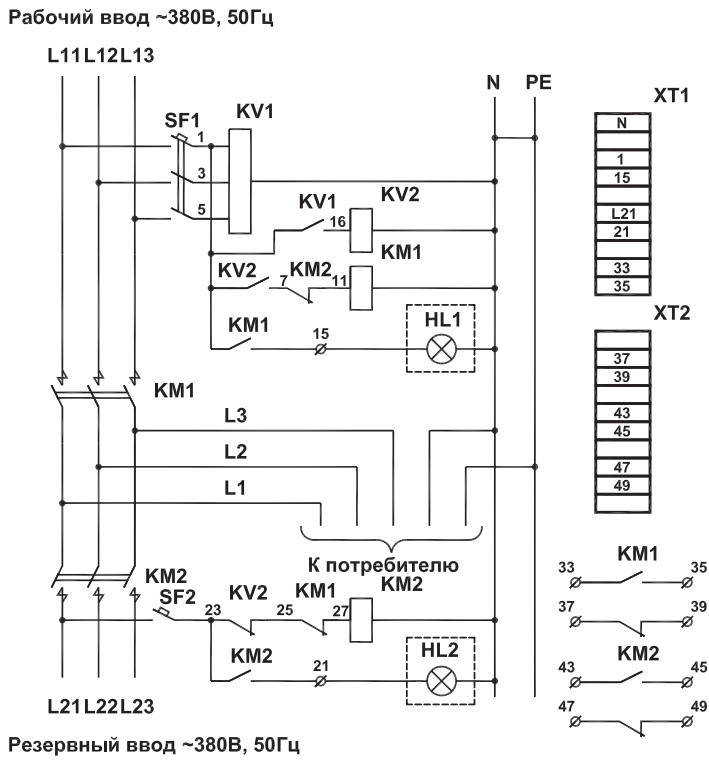 Рабочий ввод ~380В, 50Гц
L11 L12 L13
N PE
XT1
SF1 KV1
1
3
5
N
1
15
L21
21
33
35
KV1 16 KV2
KV2 7 KM2 11 KM1
KM1 15 HL1
XT2
37
39
43
45
47
49
KM1
L3
L2
L1
К потребителю
KM2
SF2 23 KV2 25 KM1 27 KM2
KM2 21 HL2
33 KM1 35
37 39
KM2
43 45
47 49
L21 L22 L23
Резервный ввод ~380В, 50Гц